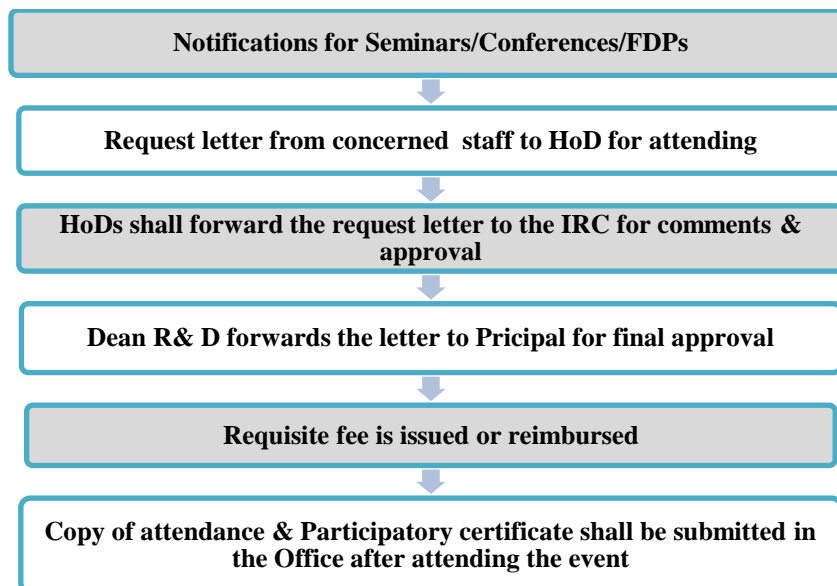 Notifications for Seminars/Conferences/FDPs
Request letter from concerned staff to HoD for attending
HoDs shall forward the request letter to the IRC for comments &
approval
Dean R& D forwards the letter to Pricipal for final approval
Requisite fee is issued or reimbursed
Copy of attendance & Participatory certificate shall be submitted in
the Office after attending the event